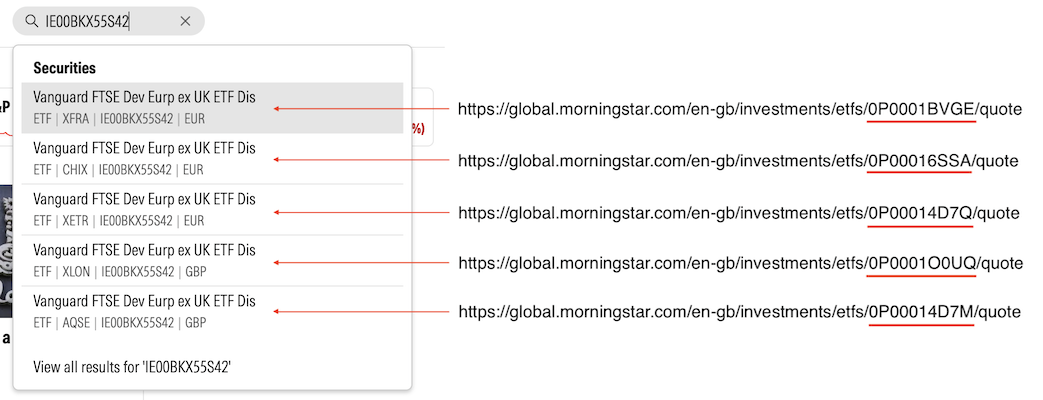 IE00BKX55S42
Securities
&P
Vanguard FTSE Dev Eurp ex UK ETF Dis
ETF | XFRA | IE00BKX55S42 | EUR
https://global.morningstar.com/en-gb/investments/etfs/0P0001BVGE/quote
%)
Vanguard FTSE Dev Eurp ex UK ETF Dis
ETF | CHIX | IE00BKX55S42 | EUR
https://global.morningstar.com/en-gb/investments/etfs/0P00016SSA/quote
Vanguard FTSE Dev Eurp ex UK ETF Dis
ETF | XETR | IE00BKX55S42 | EUR
https://global.morningstar.com/en-gb/investments/etfs/0P00014D7Q/quote
Vanguard FTSE Dev Eurp ex UK ETF Dis
ETF | XLON | IE00BKX55S42 | GBP
https://global.morningstar.com/en-gb/investments/etfs/0P0001O0UQ/quote
Vanguard FTSE Dev Eurp ex UK ETF Dis
ETF | AQSE | IE00BKX55S42 | GBP
https://global.morningstar.com/en-gb/investments/etfs/0P00014D7M/quote
a
View all results for 'IE00BKX55S42'